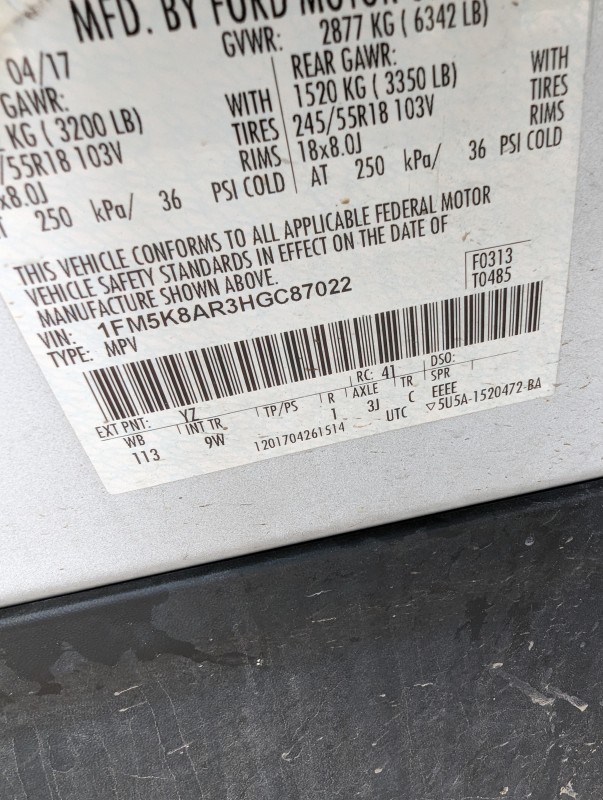 MFD. BY FORD MOTOR
04/17
GVWR: 2877 KG ( 6342 LB)
GAWR:
KG ( 3200 LB) WITH
/55R18 103V TIRES
x8.0J RIMS
AT 250 kPa/ 36 PSI COLD
REAR GAWR:
1520 KG ( 3350 LB) WITH
245/55R18 103V TIRES
18x8.0J RIMS
AT 250 kPa/ 36 PSI COLD
THIS VEHICLE CONFORMS TO ALL APPLICABLE FEDERAL MOTOR
VEHICLE SAFETY STANDARDS IN EFFECT ON THE DATE OF
MANUFACTURE SHOWN ABOVE.
F0313
T0485
VIN: 1FM5K8AR3HGC87022
TYPE: MPV
EXT PNT: YZ RC: 41 DSO:
WB INT TR TP/PS R AXLE TR SPR
113 9W 1 3J C EEEE
1201704261514 UTC ▽5U5A-1520472-BA